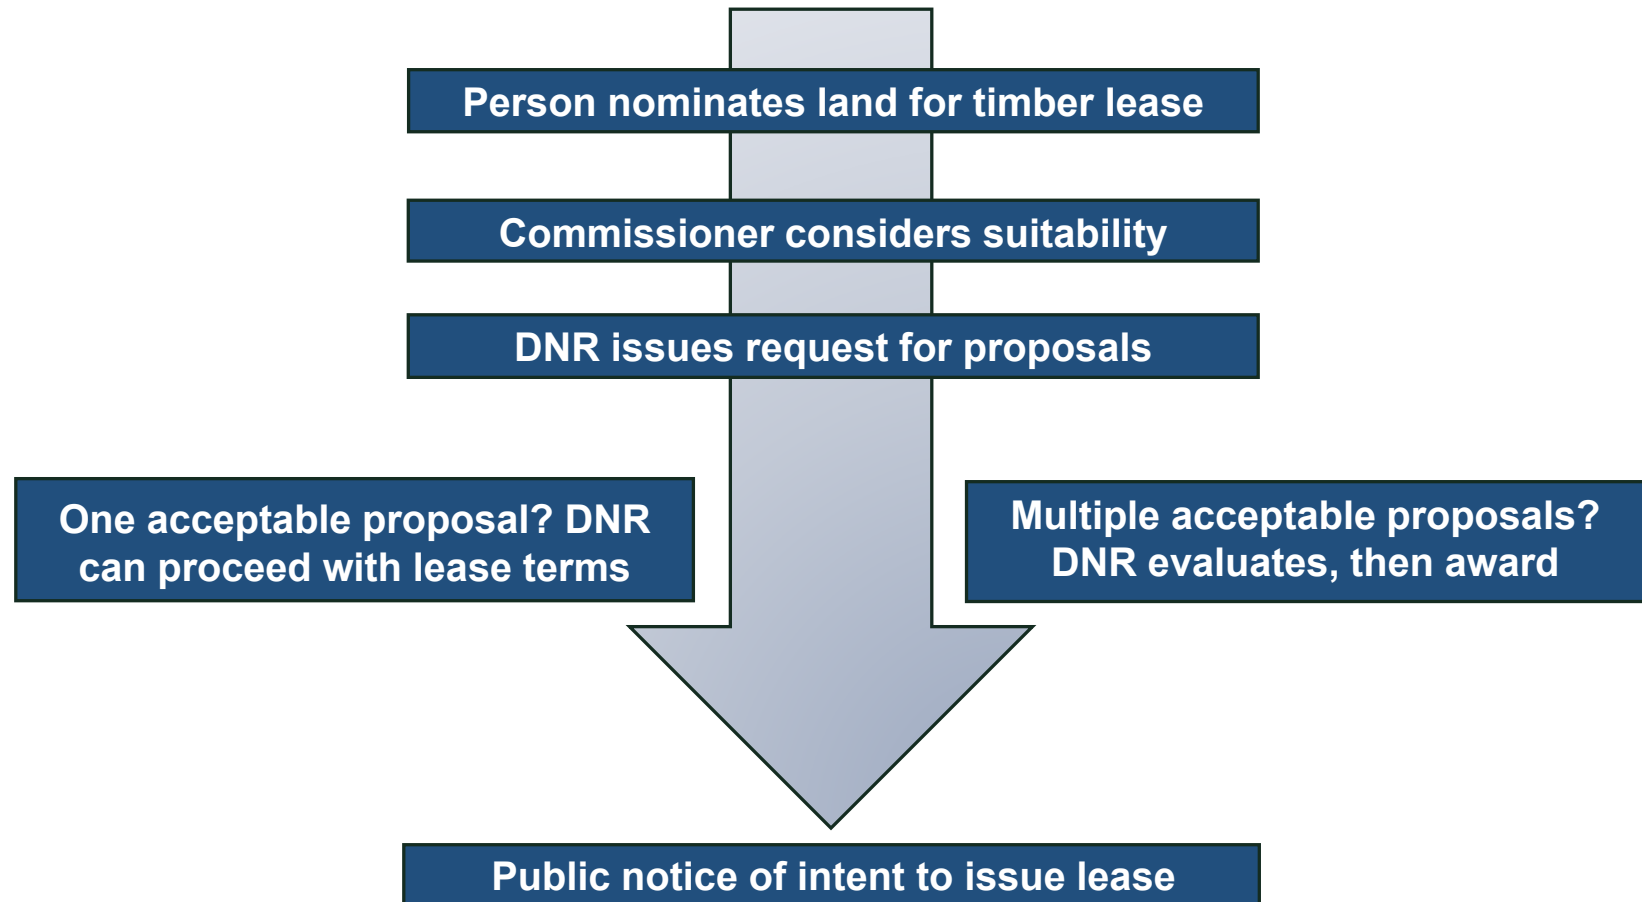 Person nominates land for timber lease
Commissioner considers suitability
DNR issues request for proposals
One acceptable proposal? DNR
can proceed with lease terms
Multiple acceptable proposals?
DNR evaluates, then award
Public notice of intent to issue lease